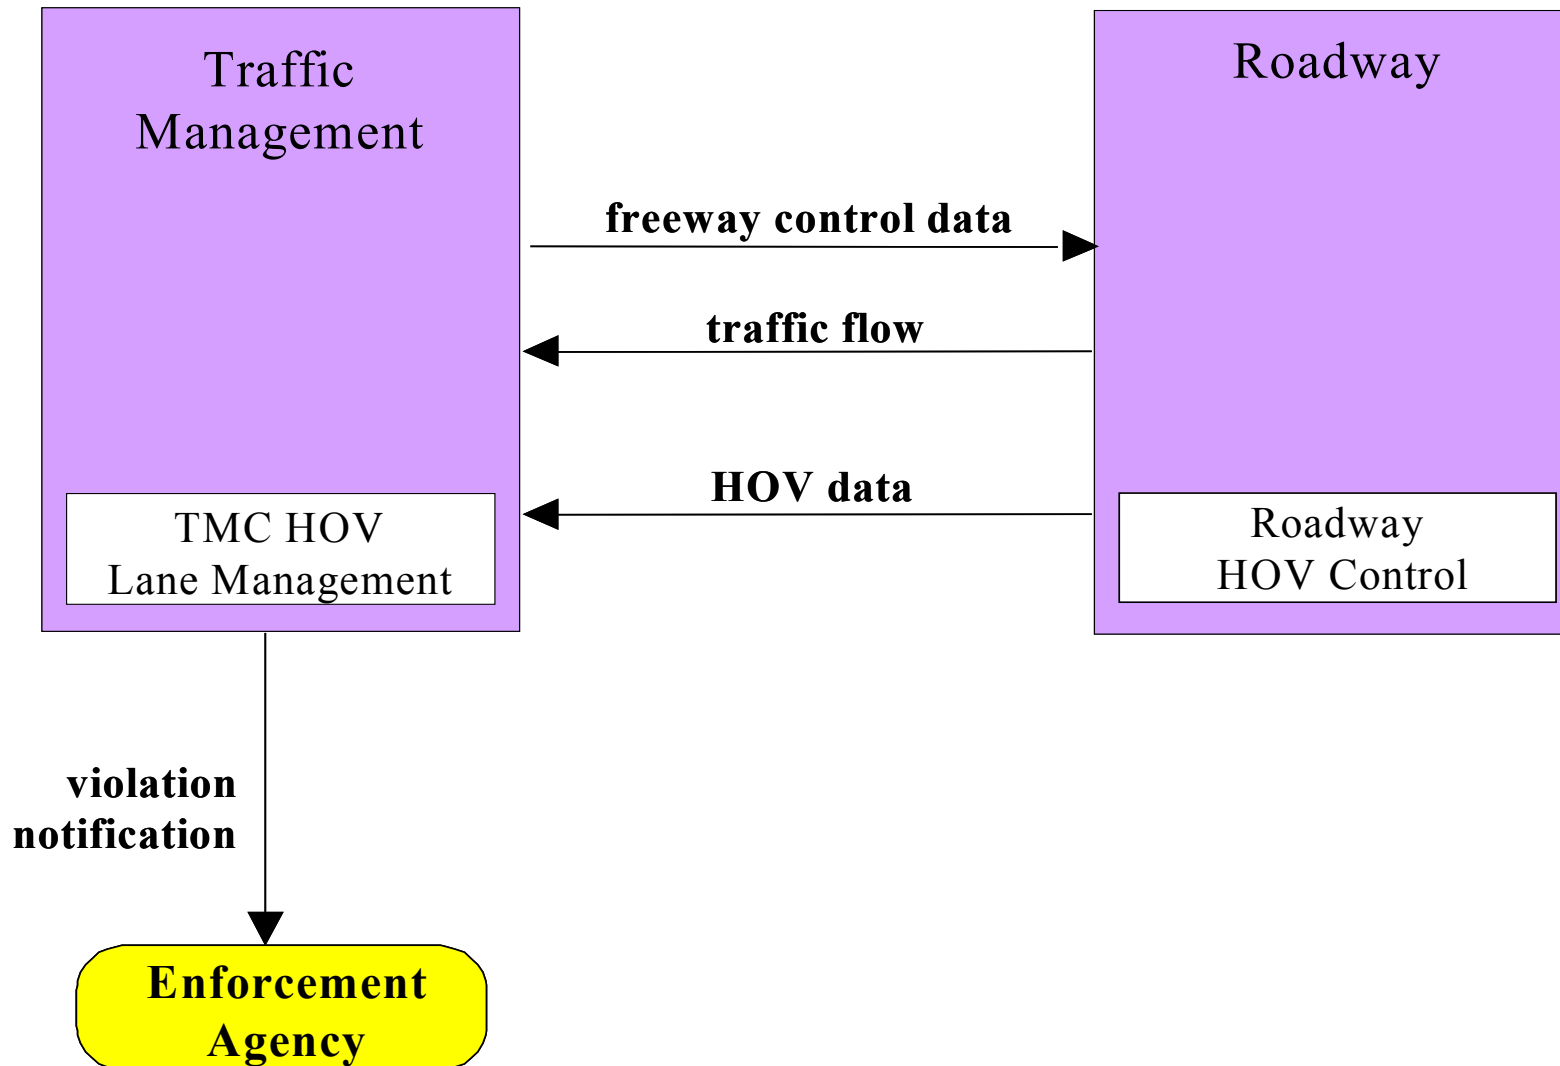 Traffic
Management
Roadway
freeway control data
traffic flow
HOV data
TMC HOV
Lane Management
Roadway
HOV Control
violation
notification
Enforcement
Agency